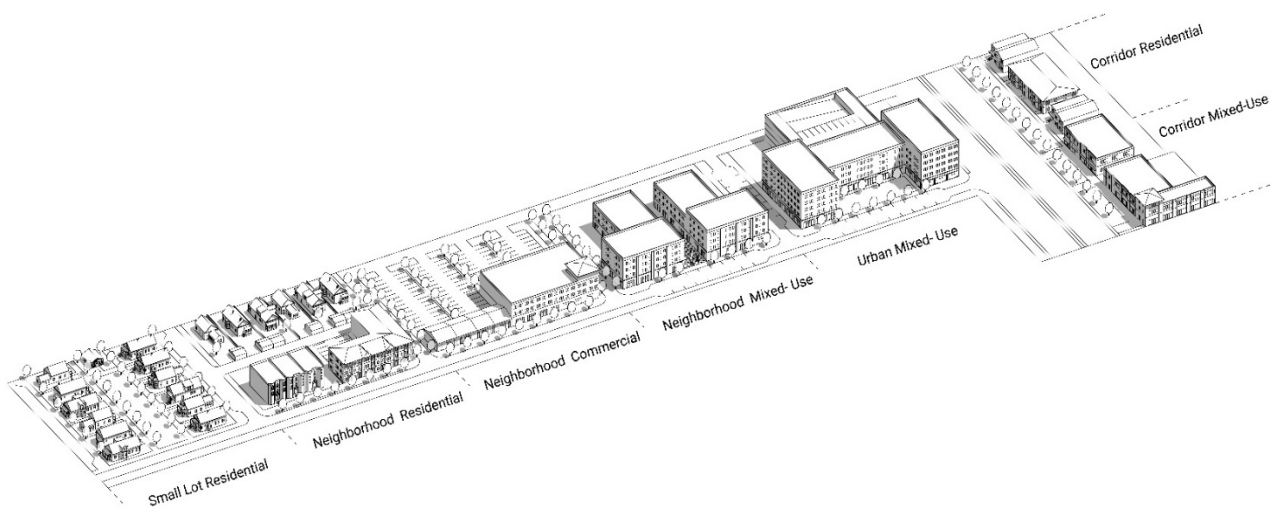 Corridor Residential
Corridor Mixed-Use
Urban Mixed- Use
Neighborhood Mixed- Use
Neighborhood Commercial
Neighborhood Residential
Small Lot Residential